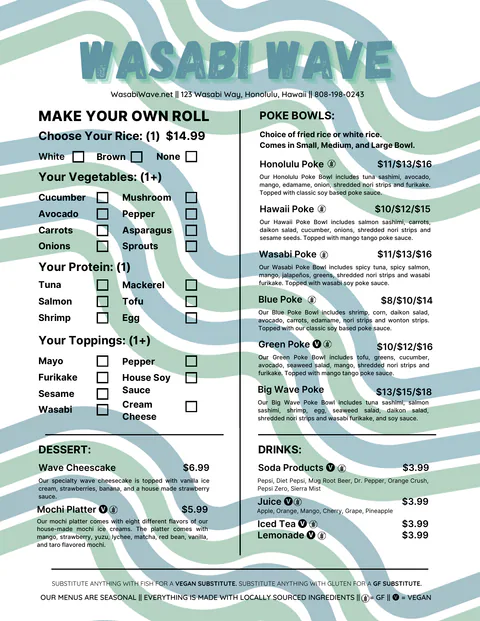 WASABI WAVE
WasabiWave.net || 123 Wasabi Way, Honolulu, Hawaii || 808-198-0243
MAKE YOUR OWN ROLL
Choose Your Rice: (1) $14.99
White Brown None
Your Vegetables: (1+)
Cucumber Mushroom
Avocado Pepper
Carrots Asparagus
Onions Sprouts
Your Protein: (1)
Tuna Mackerel
Salmon Tofu
Shrimp Egg
Your Toppings: (1+)
Mayo Pepper
Furikake House Soy
Sauce
Sesame
Wasabi Cream
Cheese
DESSERT:
Wave Cheescake $6.99
Our specialty wave cheesecake is topped with vanilla ice
cream, strawberries, banana, and a house made strawberry
sauce.
Mochi Platter V $5.99
Our mochi platter comes with eight different flavors of our
house-made mochi ice creams. The platter comes with
mango, strawberry, yuzu, lychee, matcha, red bean, vanilla,
and taro flavored mochi.
POKE BOWLS:
Choice of fried rice or white rice.
Comes in Small, Medium, and Large Bowl.
Honolulu Poke $11/$13/$16
Our Honolulu Poke Bowl includes tuna sashimi, avocado,
mango, edamame, onion, shredded nori strips and furikake.
Topped with classic soy based poke sauce.
Hawaii Poke $10/$12/$15
Our Hawaii Poke Bowl includes salmon sashimi, carrots,
daikon salad, cucumber, onions, shredded nori strips and
sesame seeds. Topped with mango tango poke sauce.
Wasabi Poke $11/$13/$16
Our Wasabi Poke Bowl includes spicy tuna, spicy salmon,
mango, jalapeños, greens, shredded nori strips and wasabi
furikake. Topped with wasabi soy poke sauce.
Blue Poke $8/$10/$14
Our Blue Poke Bowl includes shrimp, corn, daikon salad,
avocado, carrots, edamame, nori strips and wonton strips.
Topped with our classic soy based poke sauce.
Green Poke V $10/$12/$16
Our Green Poke Bowl includes tofu, greens, cucumber,
avocado, seaweed salad, mango, shredded nori strips and
furikake. Topped with mango tango poke sauce.
Big Wave Poke $13/$15/$18
Our Big Wave Poke Bowl includes tuna sashimi, salmon
sashimi, shrimp, egg, seaweed salad, daikon salad,
shredded nori strips and wasabi furikake, and soy sauce.
DRINKS:
Soda Products V $3.99
Pepsi, Diet Pepsi, Mug Root Beer, Dr. Pepper, Orange Crush,
Pepsi Zero, Sierra Mist
Juice V $3.99
Apple, Orange, Mango, Cherry, Grape, Pineapple
Iced Tea V $3.99
Lemonade V $3.99
SUBSTITUTE ANYTHING WITH FISH FOR A VEGAN SUBSTITUTE. SUBSTITUTE ANYTHING WITH GLUTEN FOR A GF SUBSTITUTE.
OUR MENUS ARE SEASONAL || EVERYTHING IS MADE WITH LOCALLY SOURCED INGREDIENTS || = GF || V = VEGAN